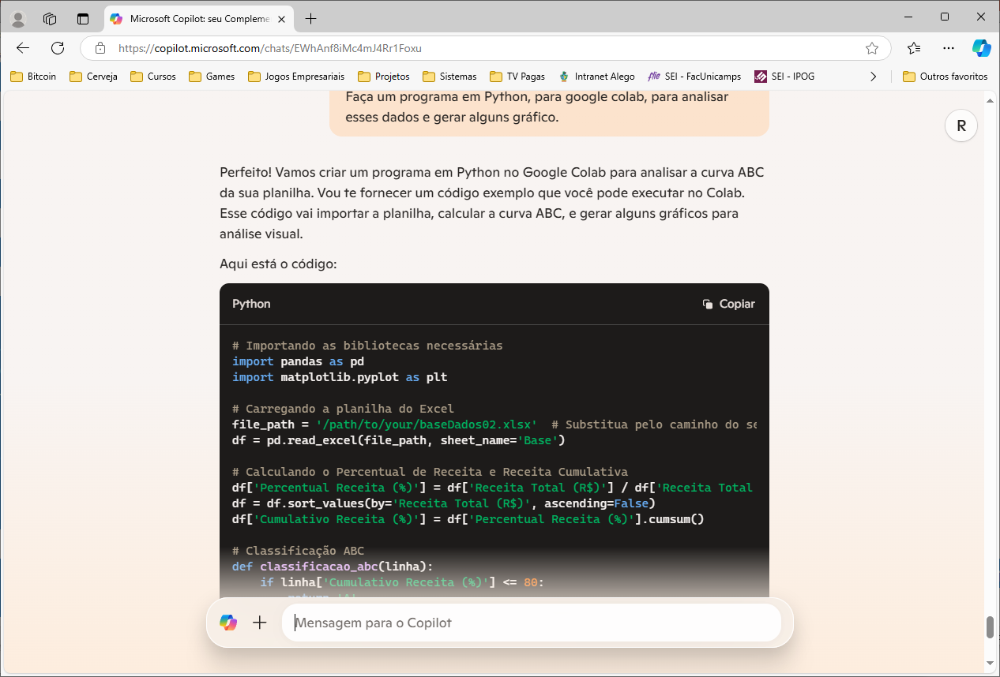 Microsoft Copilot: seu Compleme
https://copilot.microsoft.com/chats/EWhAnf8iMc4mJ4Rr1Foxu
Bitcoin Cerveja Cursos Games Jogos Empresariais Projetos Sistemas TV Pagas Intranet Alego SEI - FacUnicamps SEI - IPOG Outros favoritos
Faça um programa em Python, para google colab, para analisar
esses dados e gerar alguns gráfico.
R
Perfeito! Vamos criar um programa em Python no Google Colab para analisar a curva ABC
da sua planilha. Vou te fornecer um código exemplo que você pode executar no Colab.
Esse código vai importar a planilha, calcular a curva ABC, e gerar alguns gráficos para
análise visual.
Aqui está o código:
Python Copiar
# Importando as bibliotecas necessárias
import pandas as pd
import matplotlib.pyplot as plt
# Carregando a planilha do Excel
file_path = '/path/to/your/baseDados02.xlsx'  # Substitua pelo caminho do se
df = pd.read_excel(file_path, sheet_name='Base')
# Calculando o Percentual de Receita e Receita Cumulativa
df['Percentual Receita (%)'] = df['Receita Total (R$)'] / df['Receita Total
df = df.sort_values(by='Receita Total (R$)', ascending=False)
df['Cumulativo Receita (%)'] = df['Percentual Receita (%)'].cumsum()
# Classificação ABC
def classificacao_abc(linha):
    if linha['Cumulativo Receita (%)'] <= 80:
Mensagem para o Copilot